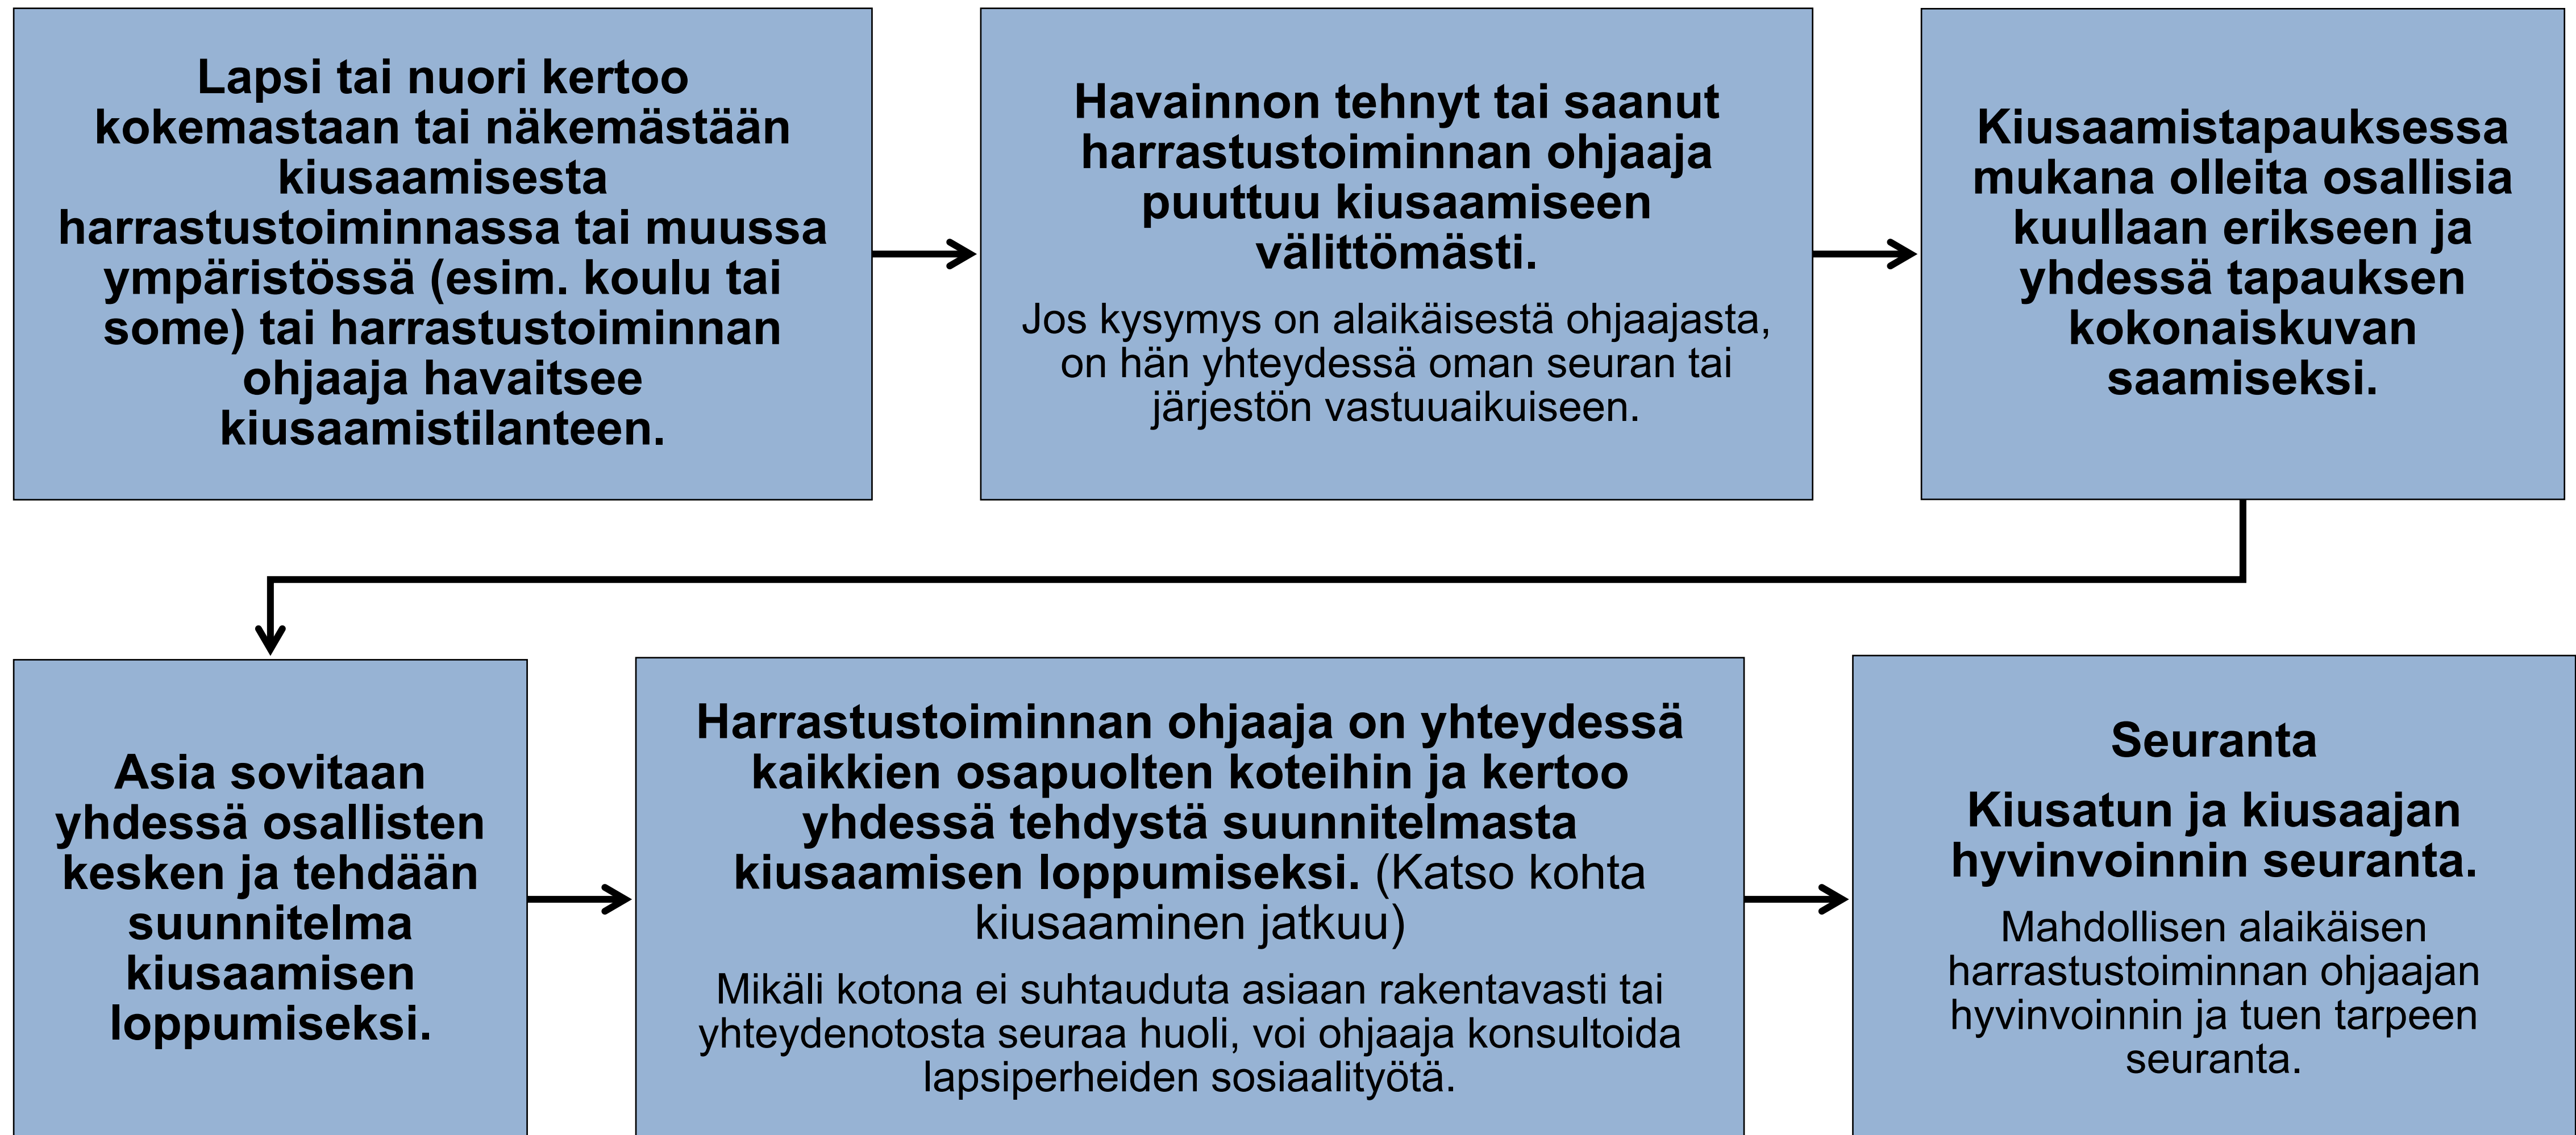 Lapsi tai nuori kertoo
kokemastaan tai näkemästään
kiusaamisesta
harrastustoiminnassa tai muussa
ympäristössä (esim. koulu tai
some) tai harrastustoiminnan
ohjaaja havaitsee
kiusaamistilanteen.
Havainnon tehnyt tai saanut
harrastustoiminnan ohjaaja
puuttuu kiusaamiseen
välittömästi.
Jos kysymys on alaikäisestä ohjaajasta,
on hän yhteydessä oman seuran tai
järjestön vastuuaikuiseen.
Kiusaamistapauksessa
mukana olleita osallisia
kuullaan erikseen ja
yhdessä tapauksen
kokonaiskuvan
saamiseksi.
Asia sovitaan
yhdessä osallisten
kesken ja tehdään
suunnitelma
kiusaamisen
loppumiseksi.
Harrastustoiminnan ohjaaja on yhteydessä
kaikkien osapuolten koteihin ja kertoo
yhdessä tehdystä suunnitelmasta
kiusaamisen loppumiseksi. (Katso kohta
kiusaaminen jatkuu)
Mikäli kotona ei suhtauduta asiaan rakentavasti tai
yhteydenotosta seuraa huoli, voi ohjaaja konsultoida
lapsiperheiden sosiaalityötä.
Seuranta
Kiusatun ja kiusaajan
hyvinvoinnin seuranta.
Mahdollisen alaikäisen
harrastustoiminnan ohjaajan
hyvinvoinnin ja tuen tarpeen
seuranta.